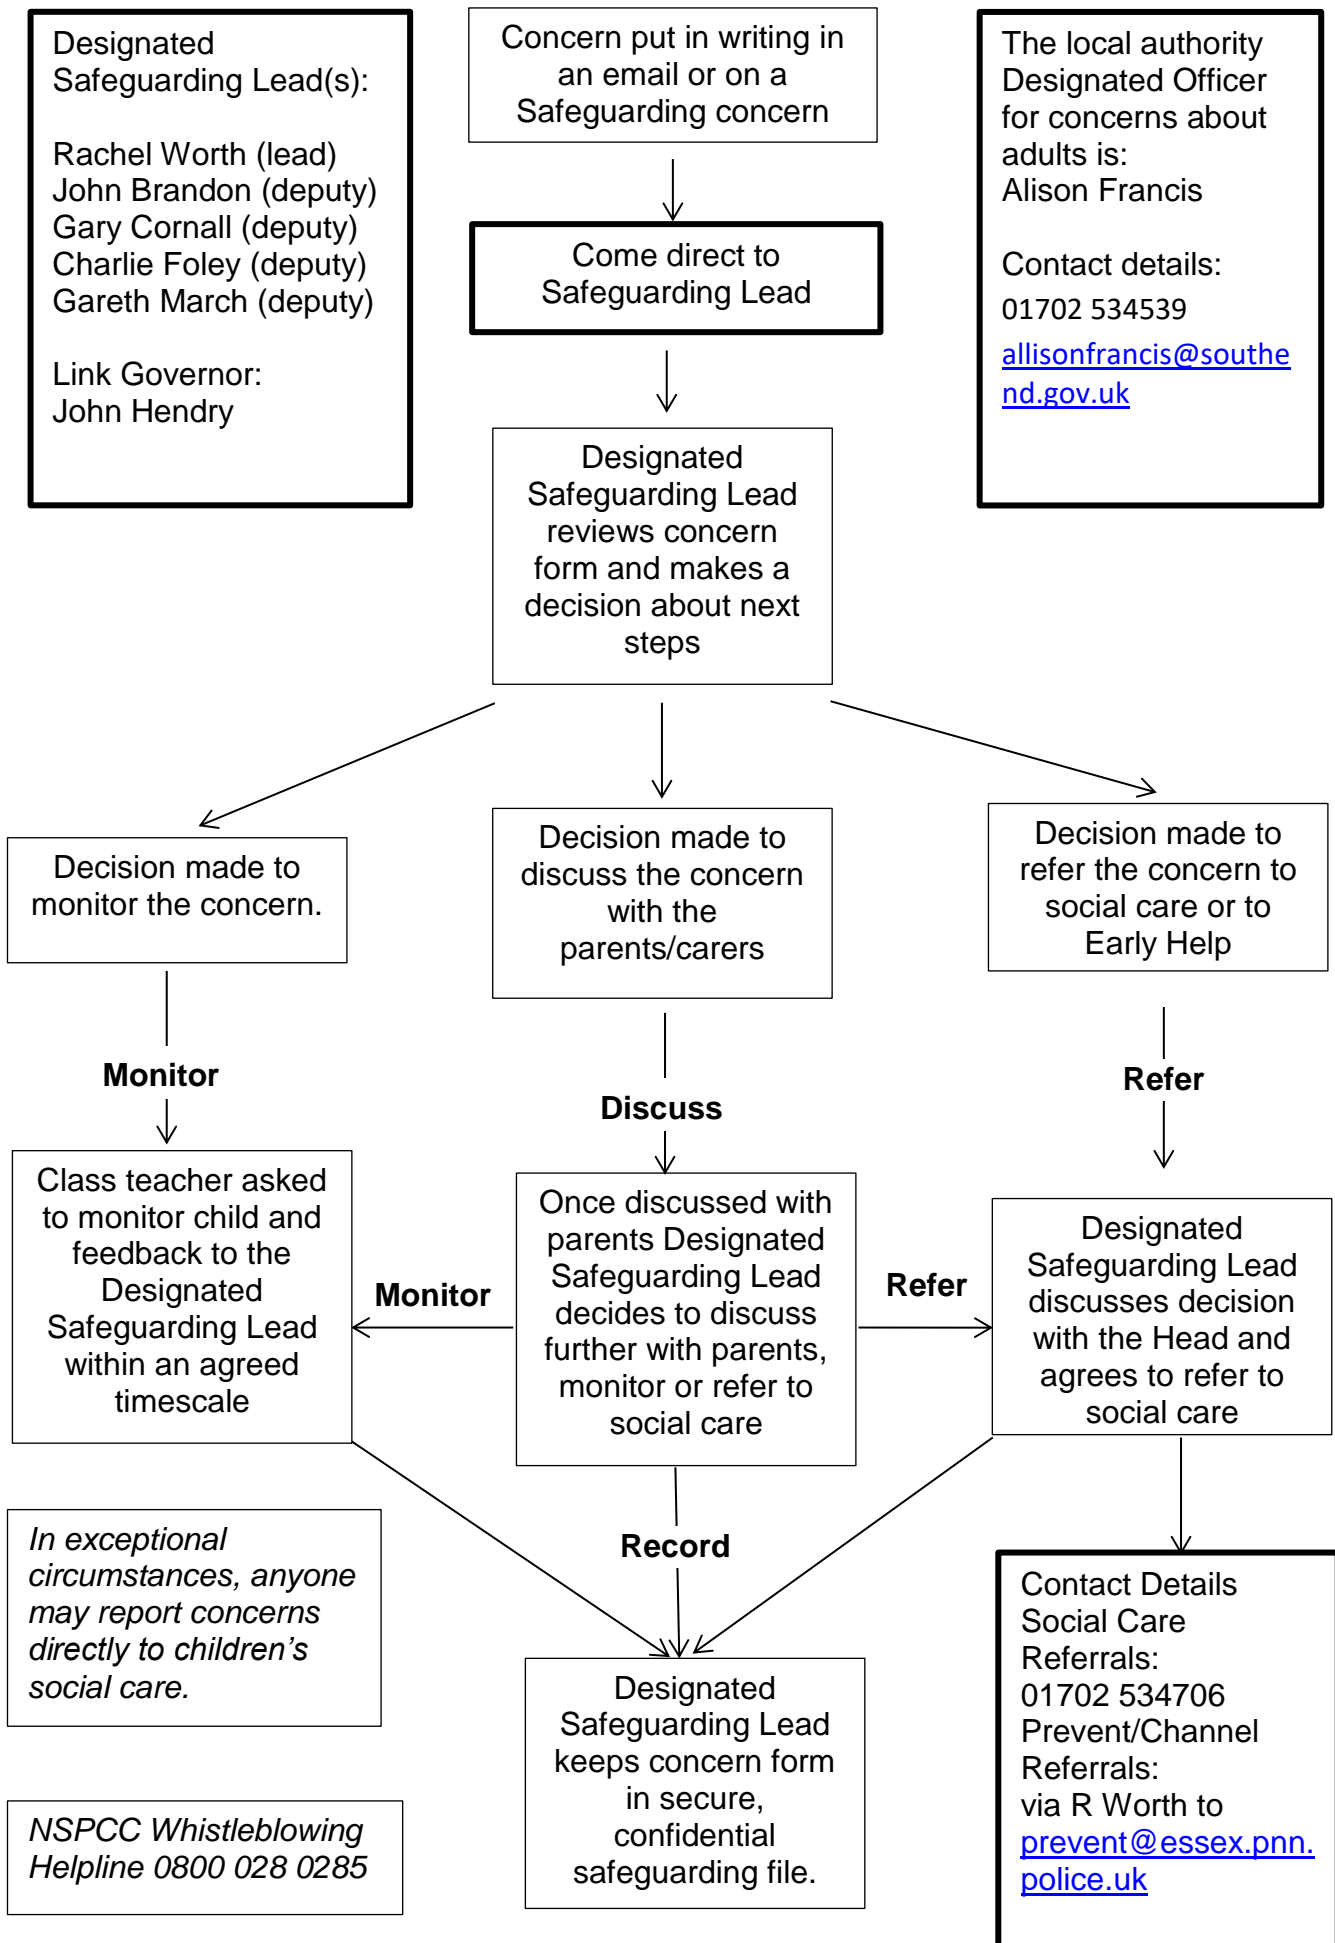 Designated
Safeguarding Lead(s):
Rachel Worth (lead)
John Brandon (deputy)
Gary Cornall (deputy)
Charlie Foley (deputy)
Gareth March (deputy)
Link Governor:
John Hendry
Concern put in writing in
an email or on a
Safeguarding concern
The local authority
Designated Officer
for concerns about
adults is:
Alison Francis
Contact details:
01702 534539
allisonfrancis@southe
nd.gov.uk
Come direct to
Safeguarding Lead
Designated
Safeguarding Lead
reviews concern
form and makes a
decision about next
steps
Decision made to
monitor the concern.
Decision made to
discuss the concern
with the
parents/carers
Decision made to
refer the concern to
social care or to
Early Help
Monitor
Discuss
Refer
Class teacher asked
to monitor child and
feedback to the
Designated
Safeguarding Lead
within an agreed
timescale
Monitor
Once discussed with
parents Designated
Safeguarding Lead
decides to discuss
further with parents,
monitor or refer to
social care
Refer
Designated
Safeguarding Lead
discusses decision
with the Head and
agrees to refer to
social care
In exceptional
circumstances, anyone
may report concerns
directly to children’s
social care.
Record
Designated
Safeguarding Lead
keeps concern form
in secure,
confidential
safeguarding file.
Contact Details
Social Care
Referrals:
01702 534706
Prevent/Channel
Referrals:
via R Worth to
prevent@essex.pnn.
police.uk
NSPCC Whistleblowing
Helpline 0800 028 0285